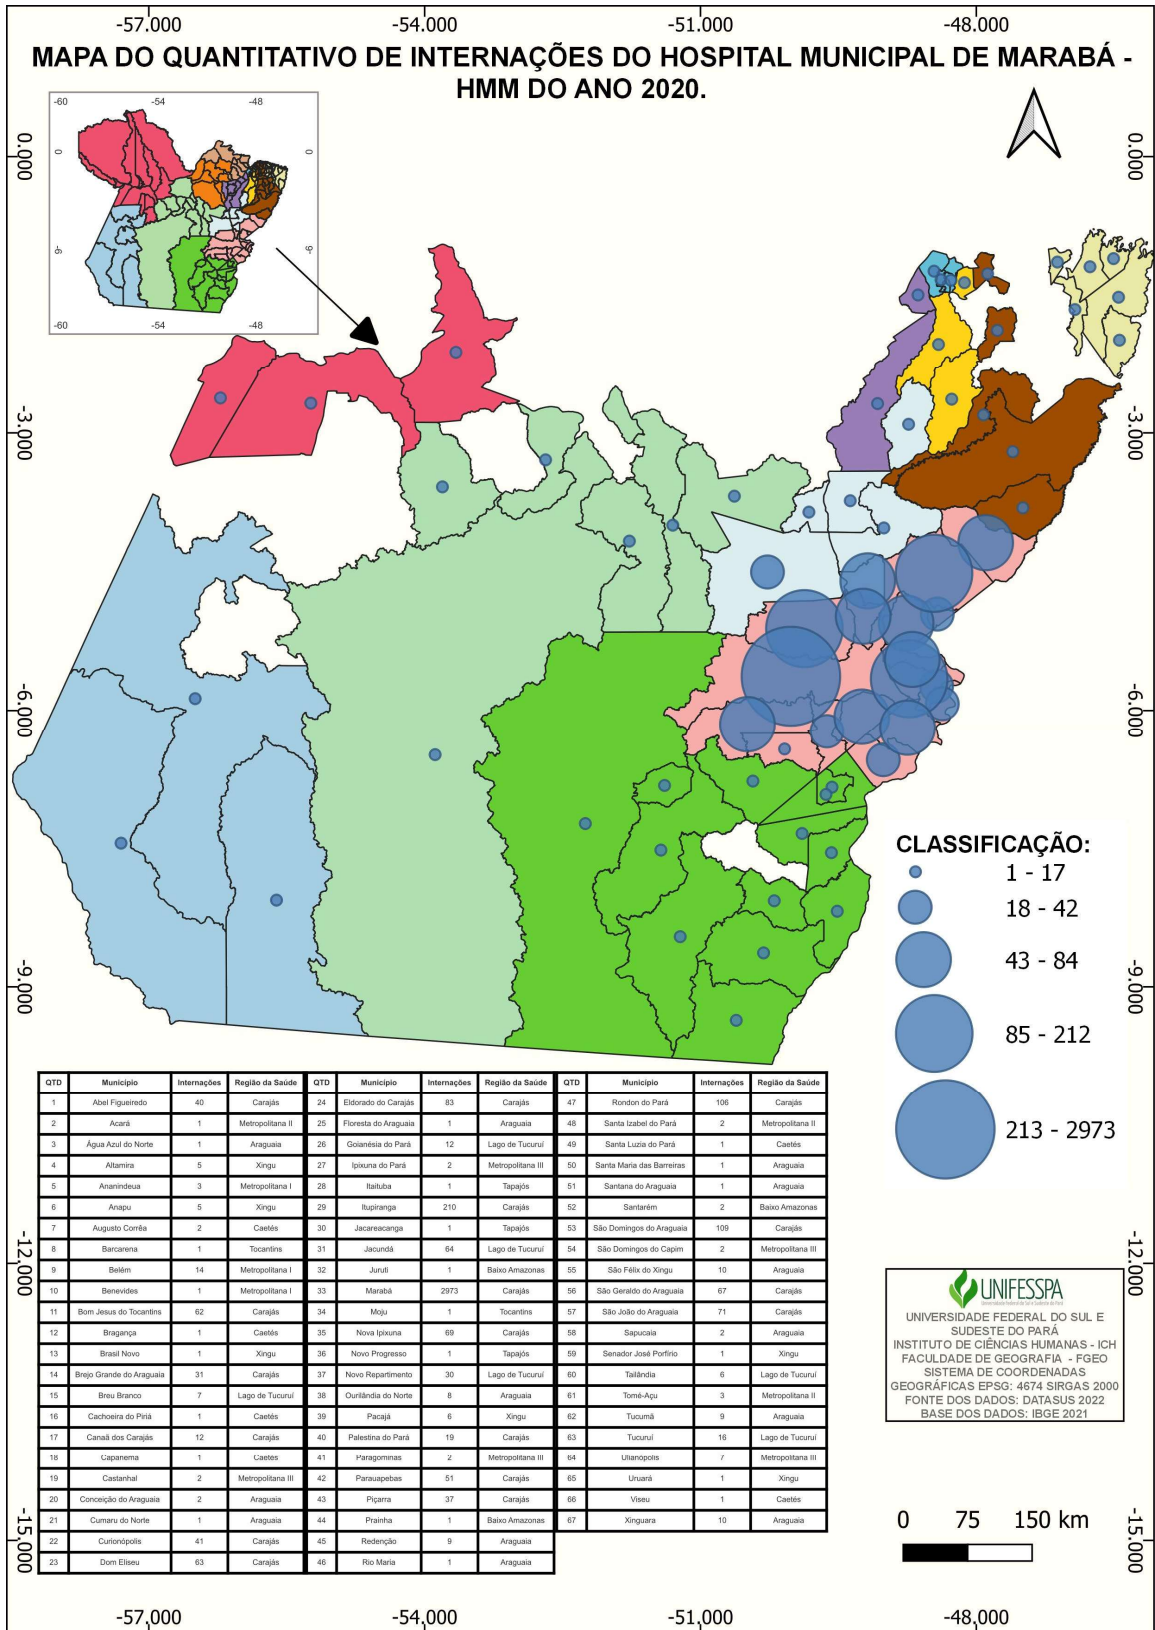 -57.000 -54.000 -51.000 -48.000
MAPA DO QUANTITATIVO DE INTERNAÇÕES DO HOSPITAL MUNICIPAL DE MARABÁ -
HMM DO ANO 2020.
-60 -54 -48
0 0
-6 -6
-60 -54 -48
0.000 0.000
-3.000 -3.000
-6.000 -6.000
-9.000 -9.000
-12.000 -12.000
-15.000 -15.000
CLASSIFICAÇÃO:
1 - 17
18 - 42
43 - 84
85 - 212
213 - 2973
QTD Município Internações Região da Saúde QTD Município Internações Região da Saúde QTD Município Internações Região da Saúde
1 Abel Figueiredo 40 Carajás 24 Eldorado do Carajás 83 Carajás 47 Rondon do Pará 106 Carajás
2 Acará 1 Metropolitana II 25 Floresta do Araguaia 1 Araguaia 48 Santa Izabel do Pará 2 Metropolitana II
3 Água Azul do Norte 1 Araguaia 26 Goianésia do Pará 12 Lago de Tucuruí 49 Santa Luzia do Pará 1 Caetés
4 Altamira 5 Xingu 27 Ipixuna do Pará 2 Metropolitana III 50 Santa Maria das Barreiras 1 Araguaia
5 Ananindeua 3 Metropolitana I 28 Itaituba 1 Tapajós 51 Santana do Araguaia 1 Araguaia
6 Anapu 5 Xingu 29 Itupiranga 210 Carajás 52 Santarém 2 Baixo Amazonas
7 Augusto Corrêa 2 Caetés 30 Jacareacanga 1 Tapajós 53 São Domingos do Araguaia 109 Carajás
8 Barcarena 1 Tocantins 31 Jacundá 64 Lago de Tucuruí 54 São Domingos do Capim 2 Metropolitana III
9 Belém 14 Metropolitana I 32 Juruti 1 Baixo Amazonas 55 São Félix do Xingu 10 Araguaia
10 Benevides 1 Metropolitana I 33 Marabá 2973 Carajás 56 São Geraldo do Araguaia 67 Carajás
11 Bom Jesus do Tocantins 62 Carajás 34 Moju 1 Tocantins 57 São João do Araguaia 71 Carajás
12 Bragança 1 Caetés 35 Nova Ipixuna 69 Carajás 58 Sapucaia 2 Araguaia
13 Brasil Novo 1 Xingu 36 Novo Progresso 1 Tapajós 59 Senador José Porfírio 1 Xingu
14 Brejo Grande do Araguaia 31 Carajás 37 Novo Repartimento 30 Lago de Tucuruí 60 Tailândia 6 Lago de Tucuruí
15 Breu Branco 7 Lago de Tucuruí 38 Ourilândia do Norte 8 Araguaia 61 Tomé-Açu 3 Metropolitana II
16 Cachoeira do Piriá 1 Caetés 39 Pacajá 6 Xingu 62 Tucumã 9 Araguaia
17 Canaã dos Carajás 12 Carajás 40 Palestina do Pará 19 Carajás 63 Tucuruí 16 Lago de Tucuruí
18 Capanema 1 Caetés 41 Paragominas 2 Metropolitana III 64 Ulianópolis 7 Metropolitana III
19 Castanhal 2 Metropolitana III 42 Parauapebas 51 Carajás 65 Uruará 1 Xingu
20 Conceição do Araguaia 2 Araguaia 43 Piçarra 37 Carajás 66 Viseu 1 Caetés
21 Cumaru do Norte 1 Araguaia 44 Prainha 1 Baixo Amazonas 67 Xinguara 10 Araguaia
22 Curionópolis 41 Carajás 45 Redenção 9 Araguaia
23 Dom Eliseu 63 Carajás 46 Rio Maria 1 Araguaia
UNIFESSPA
UNIVERSIDADE FEDERAL DO SUL E
SUDESTE DO PARÁ
INSTITUTO DE CIÊNCIAS HUMANAS - ICH
FACULDADE DE GEOGRAFIA - FGEO
SISTEMA DE COORDENADAS
GEOGRÁFICAS EPSG: 4674 SIRGAS 2000
FONTE DOS DADOS: DATASUS 2022
BASE DOS DADOS: IBGE 2021
0 75 150 km
-57.000 -54.000 -51.000 -48.000